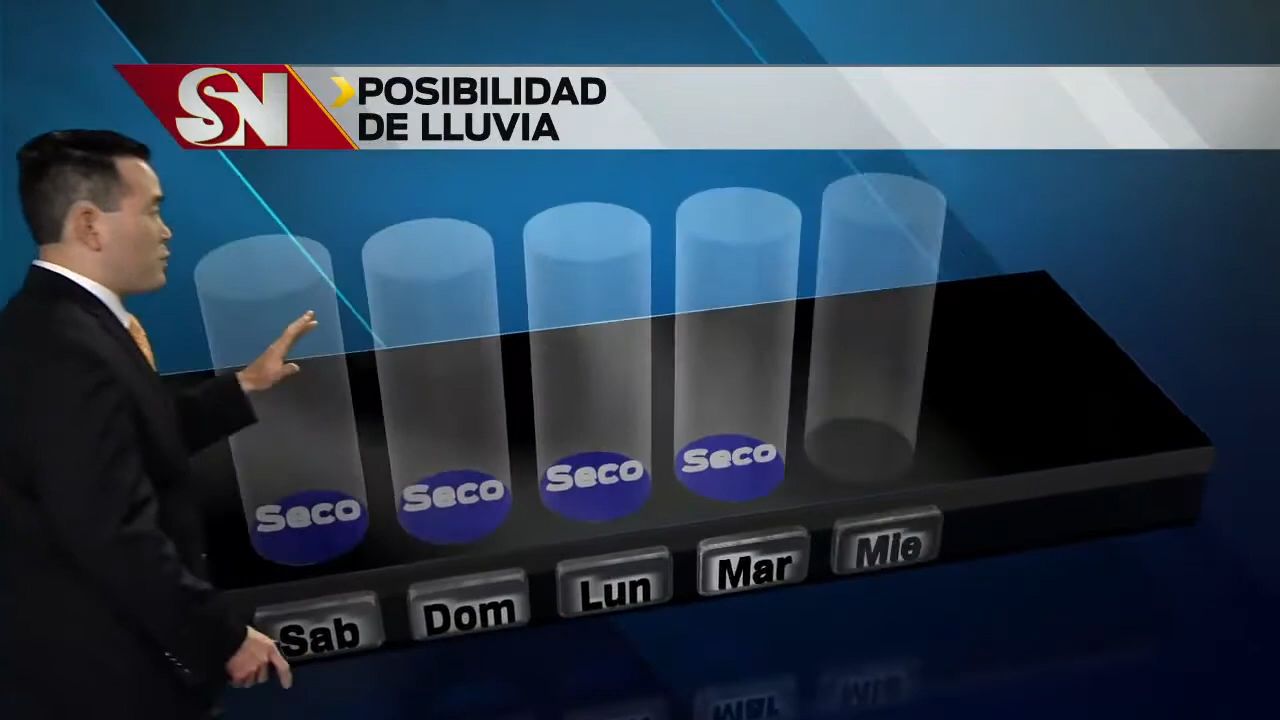 SN
POSIBILIDAD
DE LLUVIA
Seco
Seco
Seco
Seco
Sab
Dom
Lun
Mar
Mie